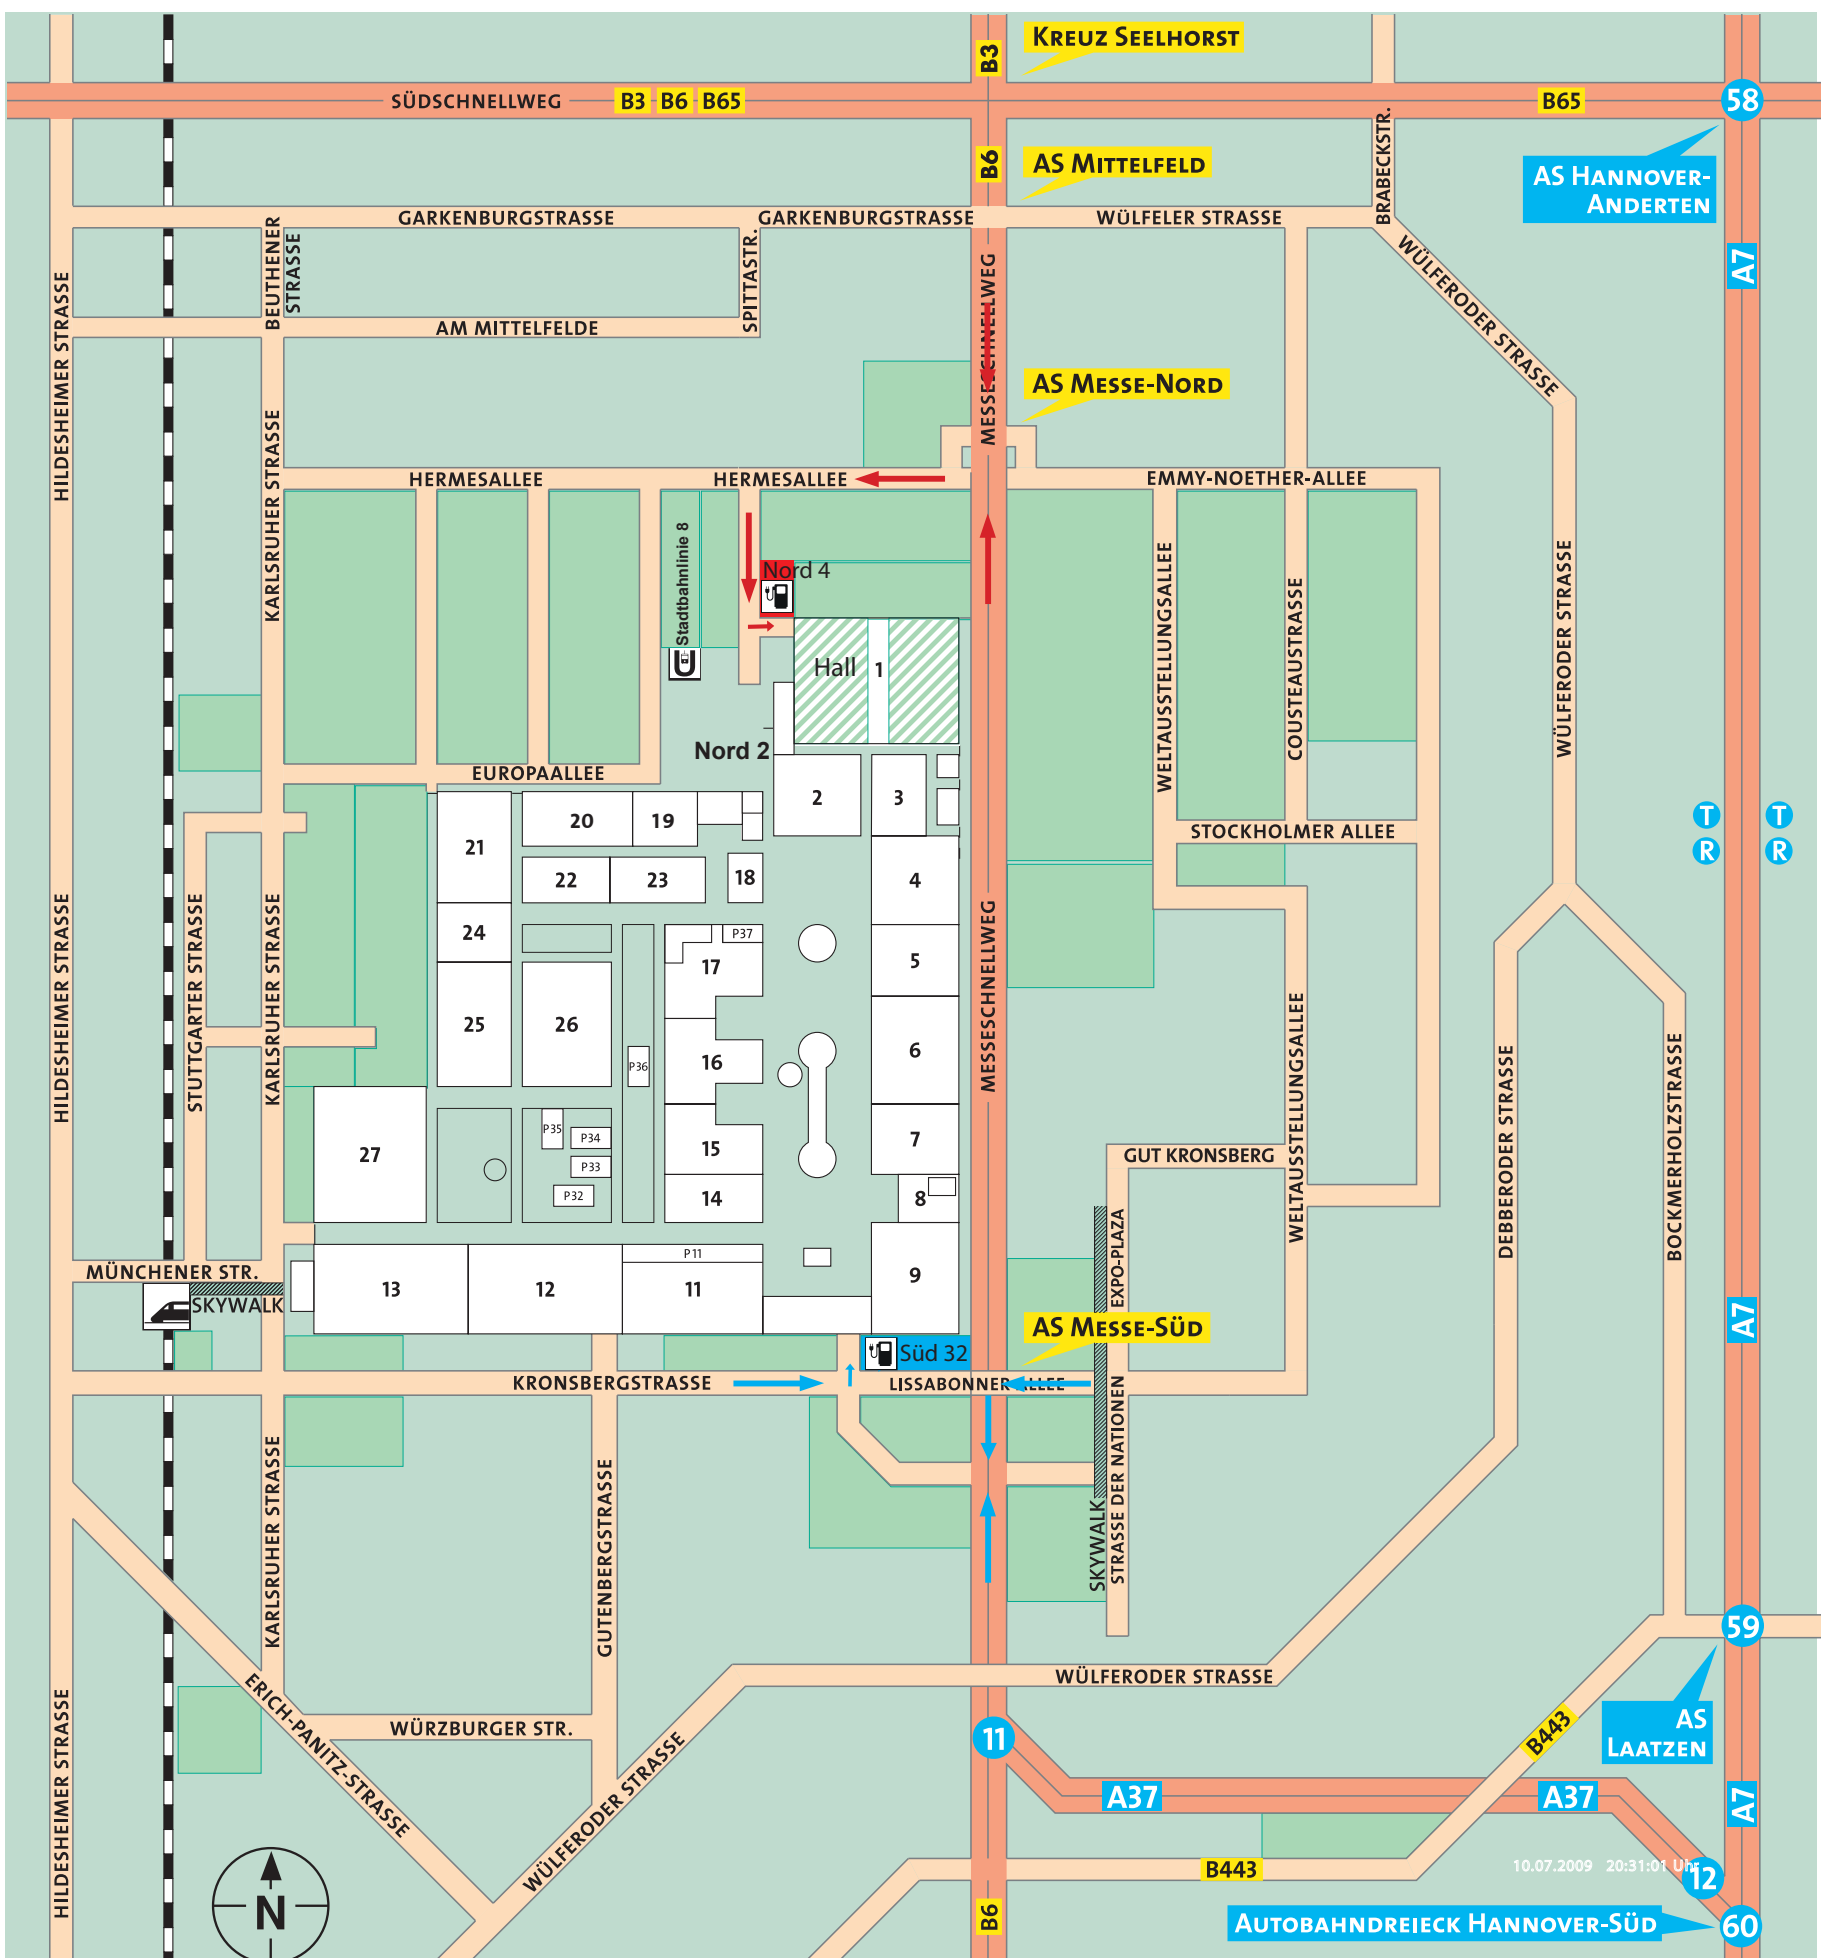 KREUZ SEELHORST
B3
SÜDSCHNELLWEG
B3
B6
B65
B65
58
BRABECKSTR.
B6
AS MITTELFELD
AS HANNOVER-
ANDERTEN
GARKENBURGSTRASSE
GARKENBURGSTRASSE
WÜLFELER STRASSE
BEUTHENER
STRASSE
SPITTASTR.
MESSESCHNELLWEG
WÜLFERODER STRASSE
A7
HILDESHEIMER STRASSE
AM MITTELFELDE
AS MESSE-NORD
KARLSRUHER STRASSE
HERMESALLEE
HERMESALLEE
EMMY-NOETHER-ALLEE
Stadtbahnlinie 8
Nord 4
WELTAUSSTELLUNGSALLEE
COUSTEAUSTRASSE
WÜLFERODER STRASSE
U
Hall
1
Nord 2
EUROPAALLEE
2
3
20
19
21
22
23
18
4
STOCKHOLMER ALLEE
T
T
R
R
HILDESHEIMER STRASSE
STUTTGARTER STRASSE
KARLSRUHER STRASSE
24
P37
17
5
MESSESCHNELLWEG
25
26
P36
16
6
WELTAUSSTELLUNGSALLEE
DEBBERODER STRASSE
BOCKMERHOLZSTRASSE
27
P35
P34
P33
P32
15
14
7
8
GUT KRONSBERG
EXPO-PLAZA
MÜNCHENER STR.
SKYWALK
13
12
P11
11
9
AS MESSE-SÜD
A7
Süd 32
KRONSBERGSTRASSE
LISSABONNER ALLEE
KARLSRUHER STRASSE
GUTENBERGSTRASSE
SKYWALK
STRASSE DER NATIONEN
59
HILDESHEIMER STRASSE
ERICH-PANITZ-STRASSE
WÜRZBURGER STR.
WÜLFERODER STRASSE
WÜLFERODER STRASSE
11
A37
A37
B443
AS
LAATZEN
A7
B443
10.07.2009 20:31:01 Uhr
12
N
B6
AUTOBAHNDREIECK HANNOVER-SÜD
60